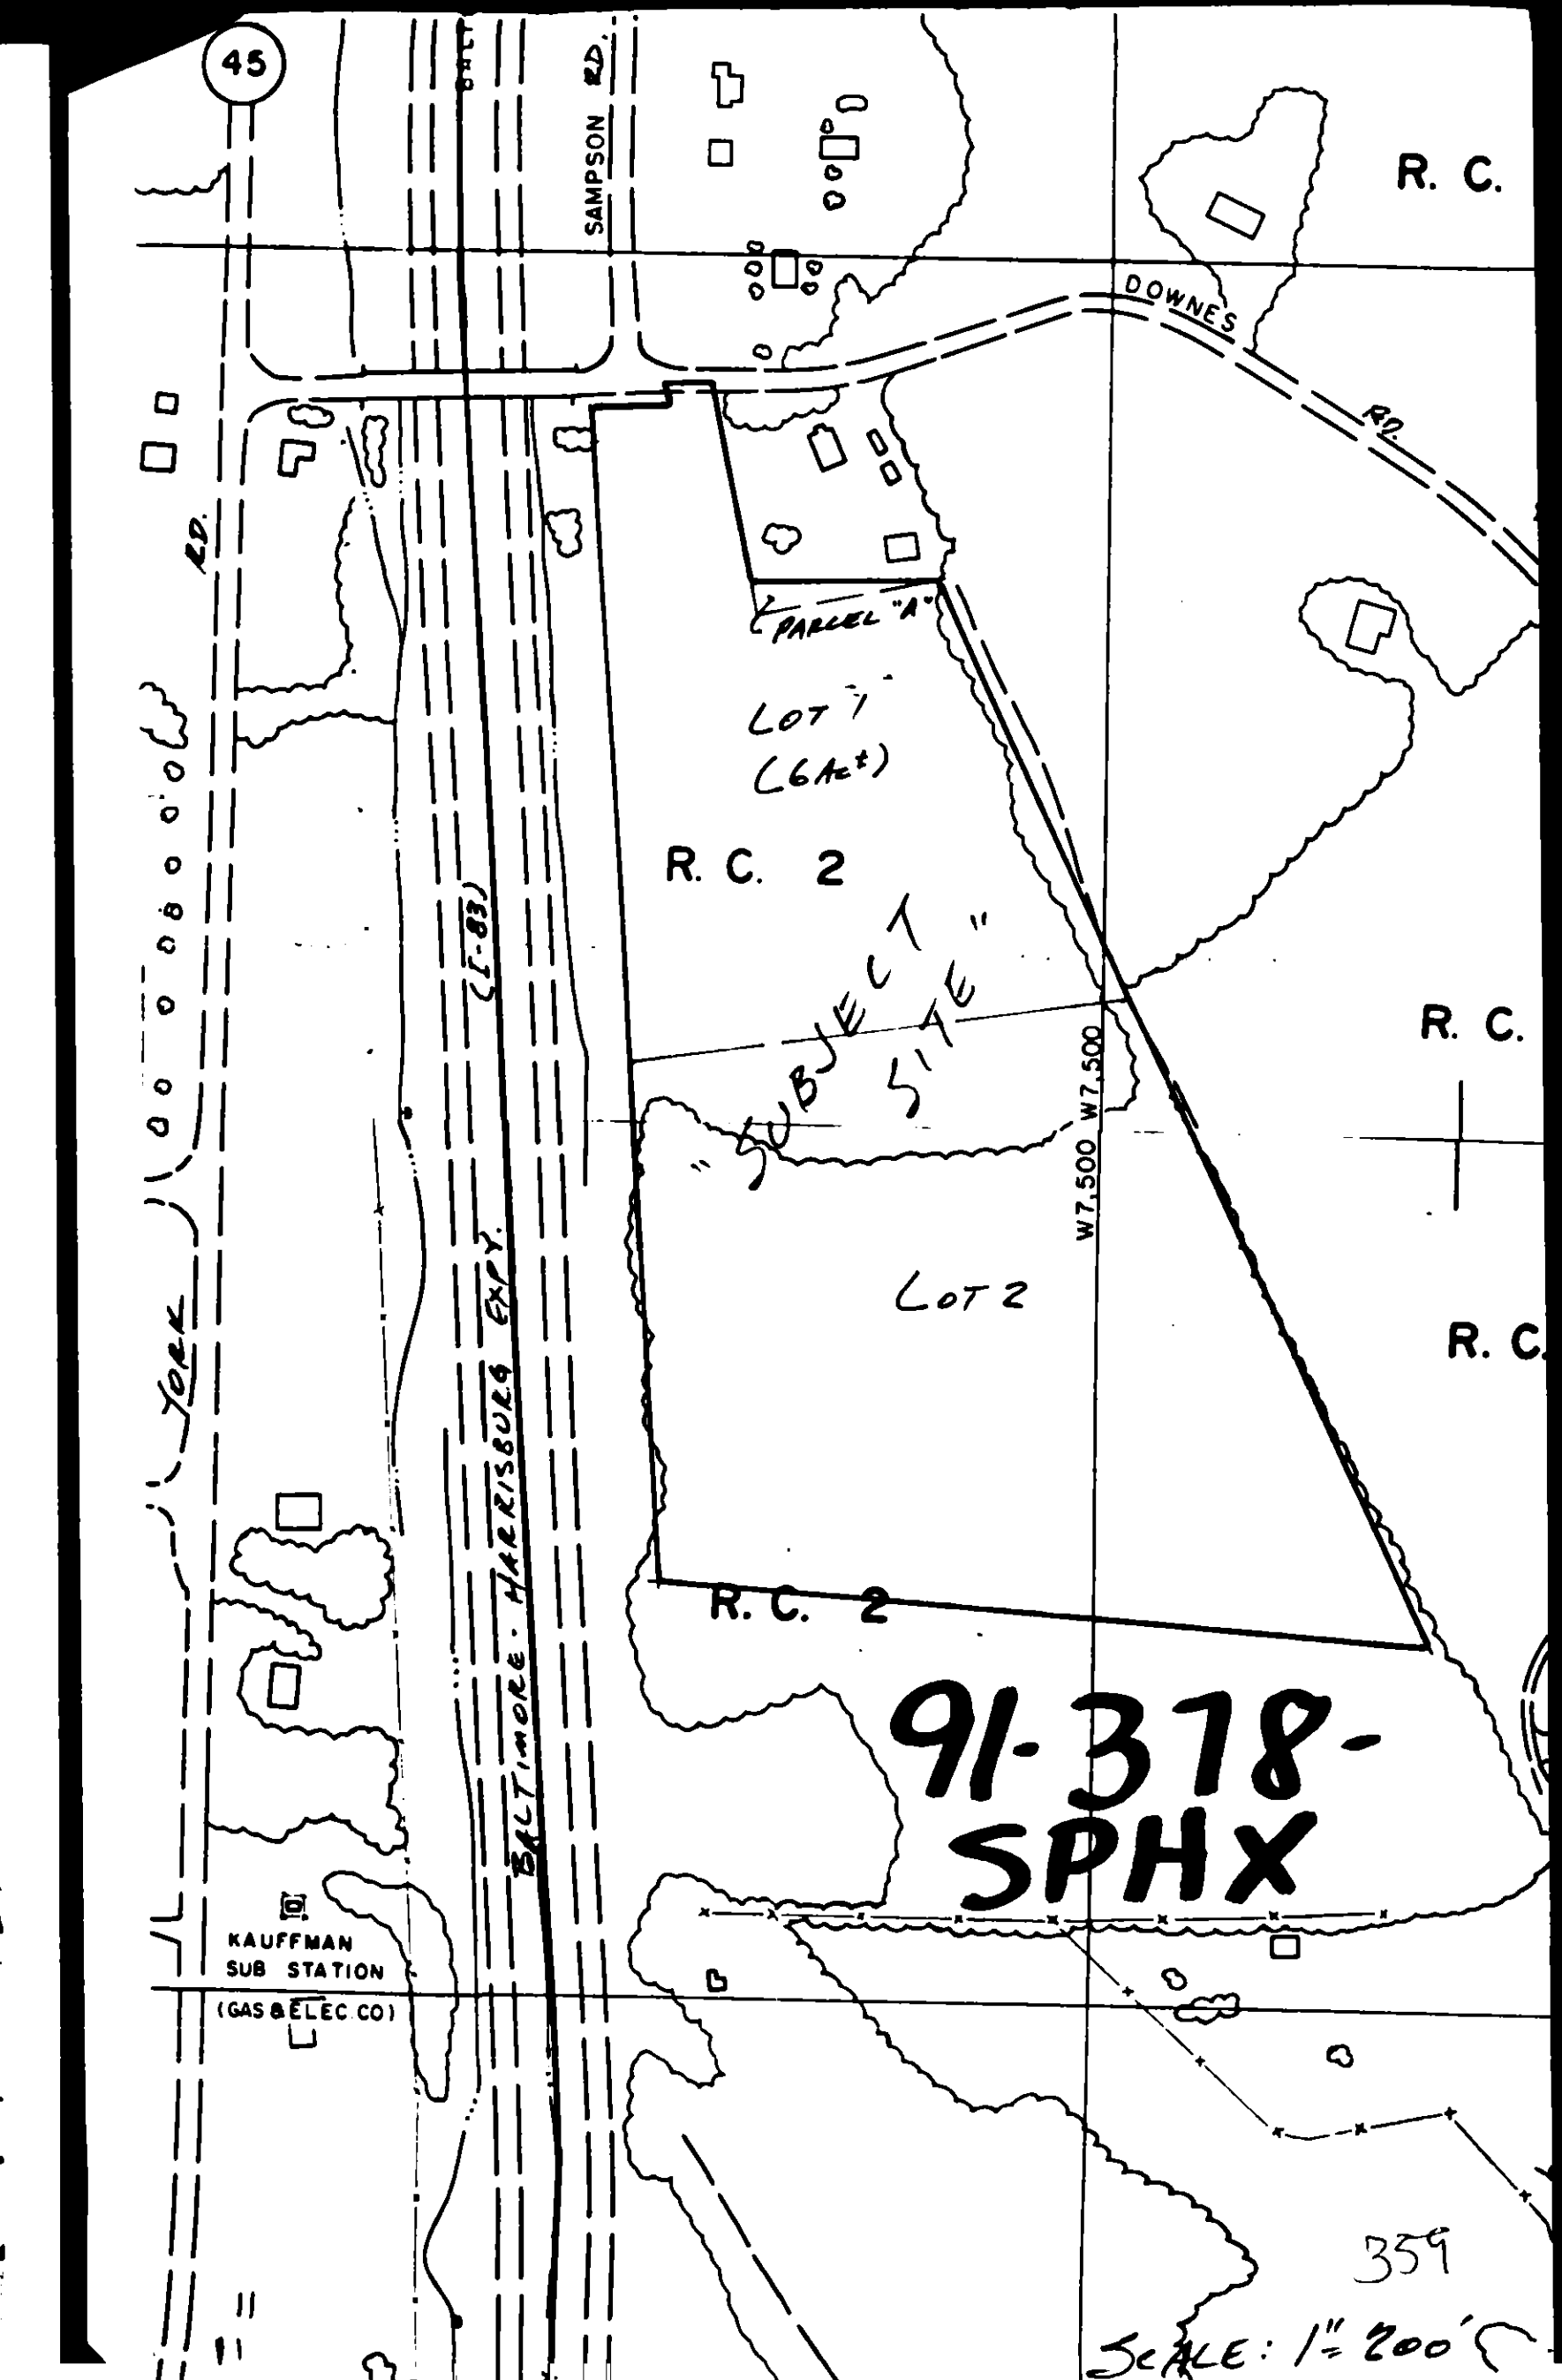 45
SAMPSON RD.
R. C.
DOWNES
RD.
RD.
PARCEL "A"
LOT 1
(6Ac±)
R. C. 2
(I-83)
"SUBJECT
SITE"
R. C.
W7,500 W7,500
LOT 2
R. C.
YORK
BALTIMORE - HARRISBURG EXPY.
R. C. 2
91-378-
SPHX
KAUFFMAN
SUB STATION
(GAS & ELEC. CO)
359
SCALE: 1"= 200'